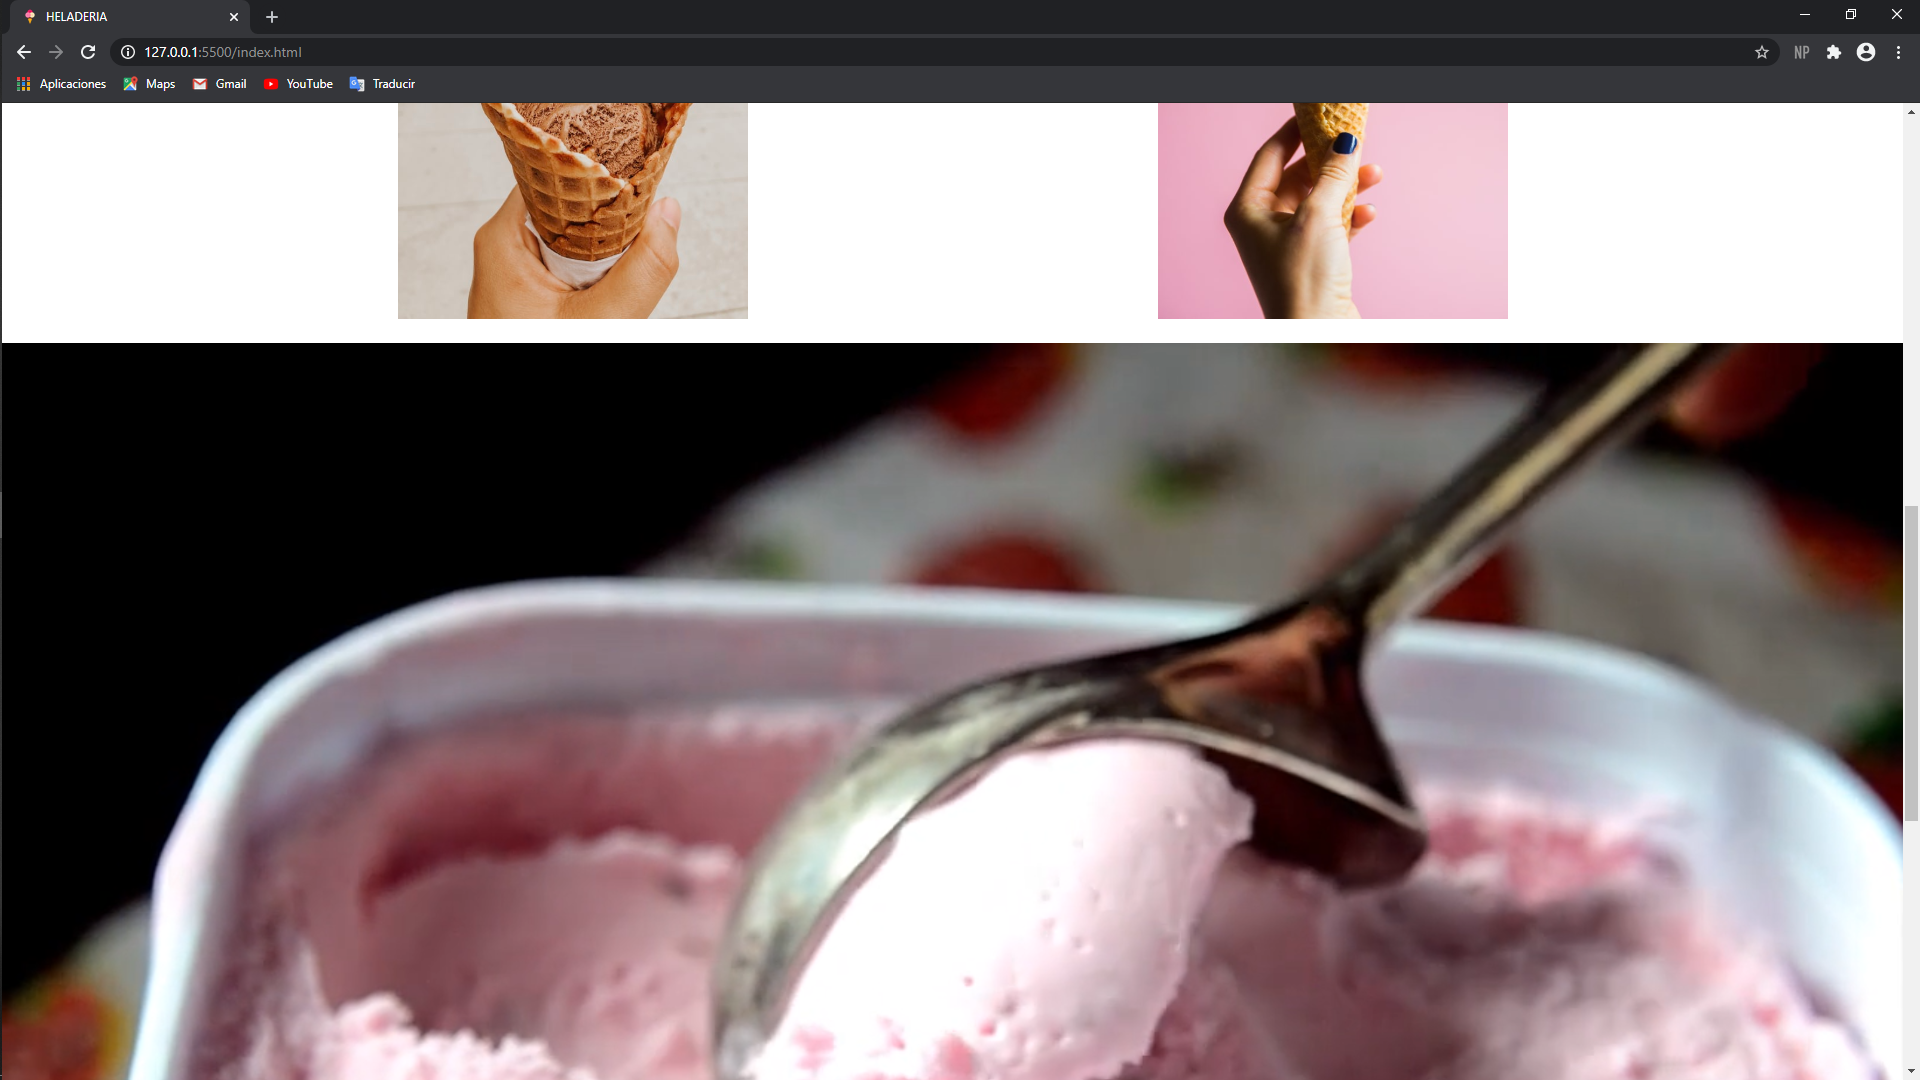 HELADERIA
127.0.0.1:5500/index.html
NP
Aplicaciones Maps Gmail YouTube Traducir